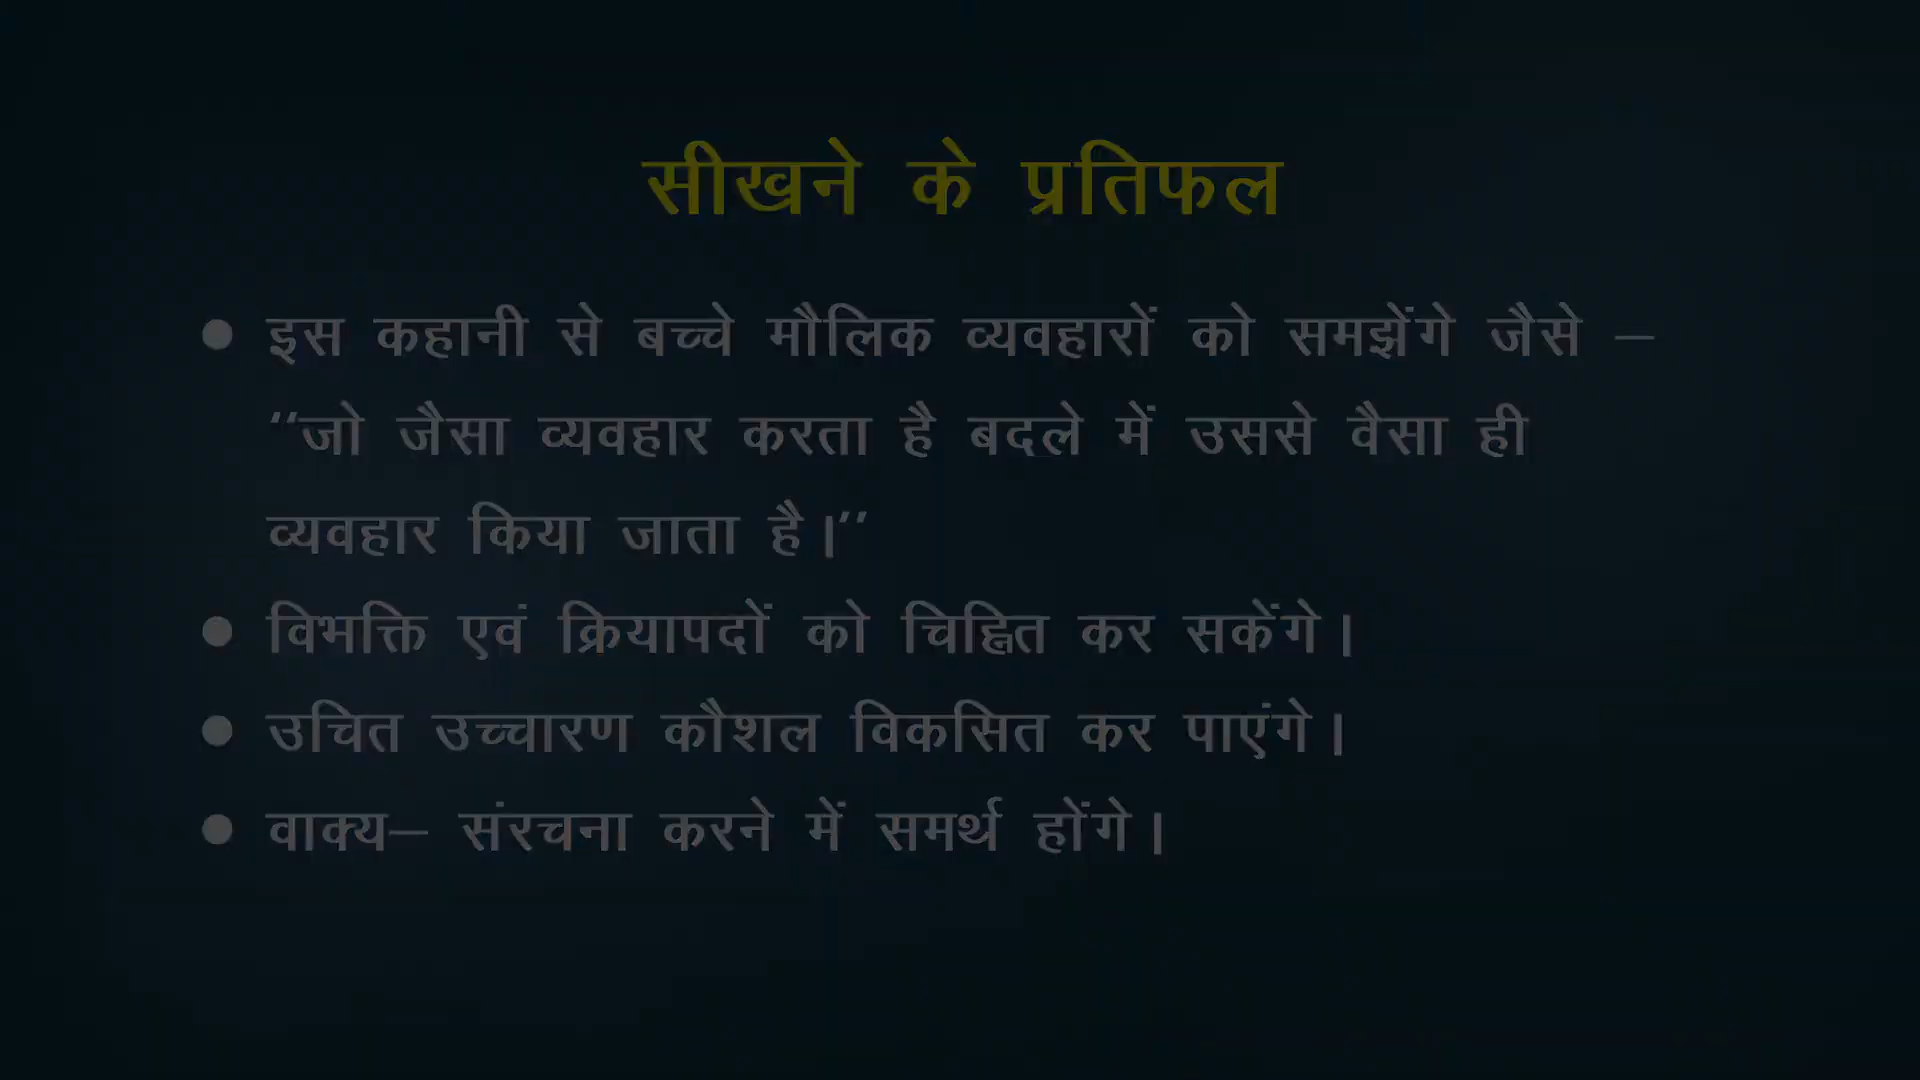 सीखने के प्रतिफल
● इस कहानी से बच्चे मौलिक व्यवहारों को समझेंगे जैसे –
“जो जैसा व्यवहार करता है बदले में उससे वैसा ही
व्यवहार किया जाता है।”
● विभक्ति एवं क्रियापदों को चिह्नित कर सकेंगे।
● उचित उच्चारण कौशल विकसित कर पाएंगे।
● वाक्य– संरचना करने में समर्थ होंगे।